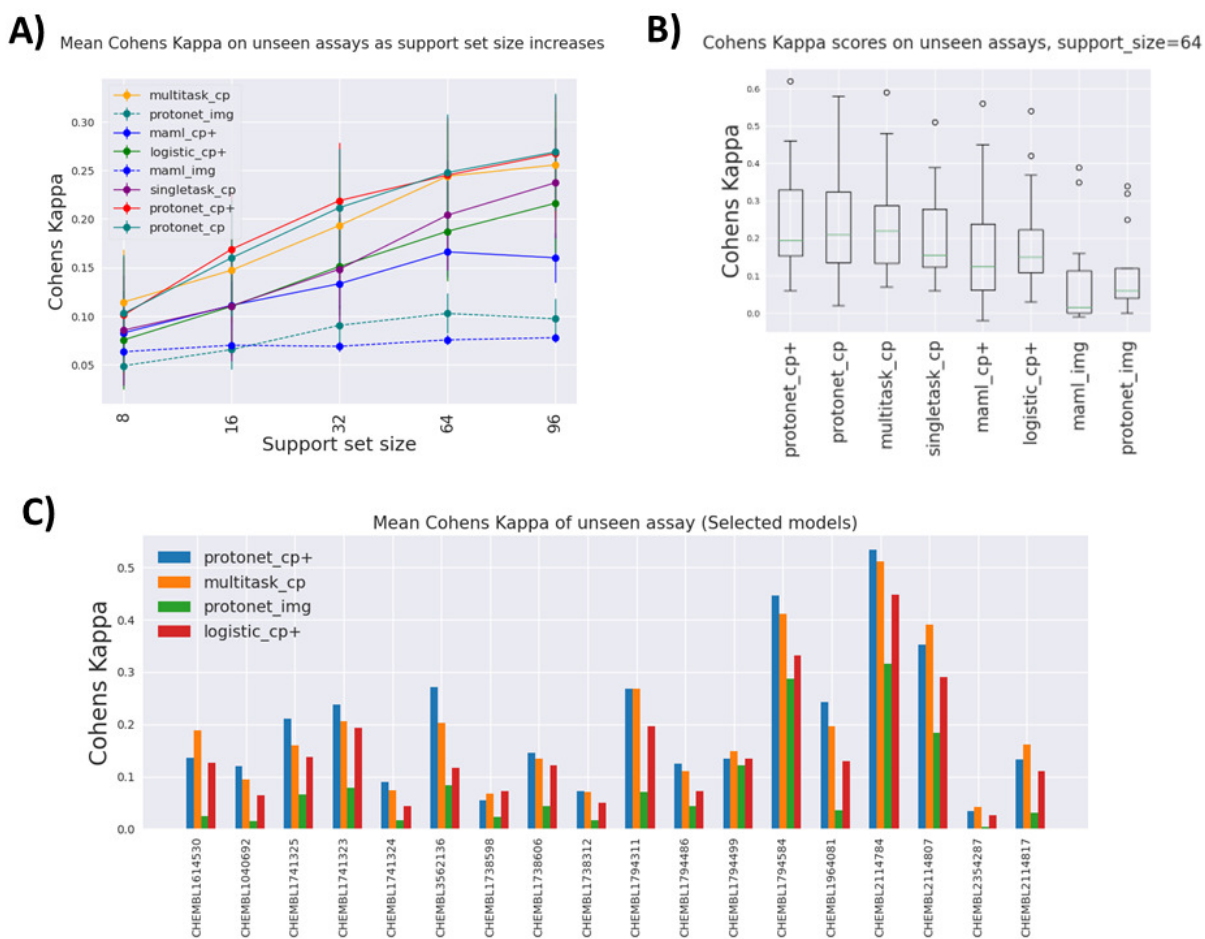 A)
Mean Cohens Kappa on unseen assays as support set size increases
Cohens Kappa
0.30
0.25
0.20
0.15
0.10
0.05
multitask_cp
protonet_img
maml_cp+
logistic_cp+
maml_img
singletask_cp
protonet_cp+
protonet_cp
8
16
32
64
96
Support set size
B)
Cohens Kappa scores on unseen assays, support_size=64
Cohens Kappa
0.6
0.5
0.4
0.3
0.2
0.1
0.0
protonet_cp+
protonet_cp
multitask_cp
singletask_cp
maml_cp+
logistic_cp+
maml_img
protonet_img
C)
Mean Cohens Kappa of unseen assay (Selected models)
Cohens Kappa
0.5
0.4
0.3
0.2
0.1
0.0
protonet_cp+
multitask_cp
protonet_img
logistic_cp+
CHEMBL1614530
CHEMBL1040692
CHEMBL1741325
CHEMBL1741323
CHEMBL1741324
CHEMBL3562136
CHEMBL1738598
CHEMBL1738606
CHEMBL1738312
CHEMBL1794311
CHEMBL1794486
CHEMBL1794499
CHEMBL1794584
CHEMBL1964081
CHEMBL2114784
CHEMBL2114807
CHEMBL2354287
CHEMBL2114817